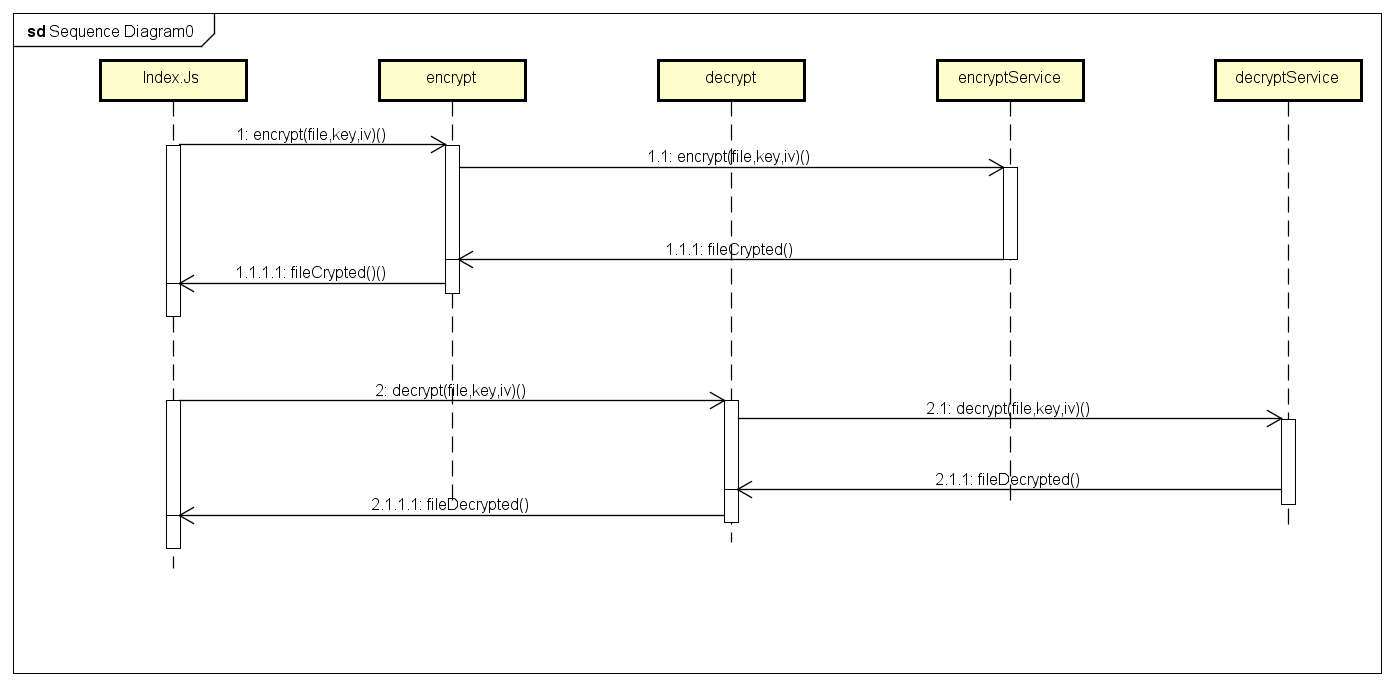 sd Sequence Diagram0
Index.Js
encrypt
decrypt
encryptService
decryptService
1: encrypt(file,key,iv)()
1.1: encrypt(file,key,iv)()
1.1.1: fileCrypted()
1.1.1.1: fileCrypted()()
2: decrypt(file,key,iv)()
2.1: decrypt(file,key,iv)()
2.1.1: fileDecrypted()
2.1.1.1: fileDecrypted()